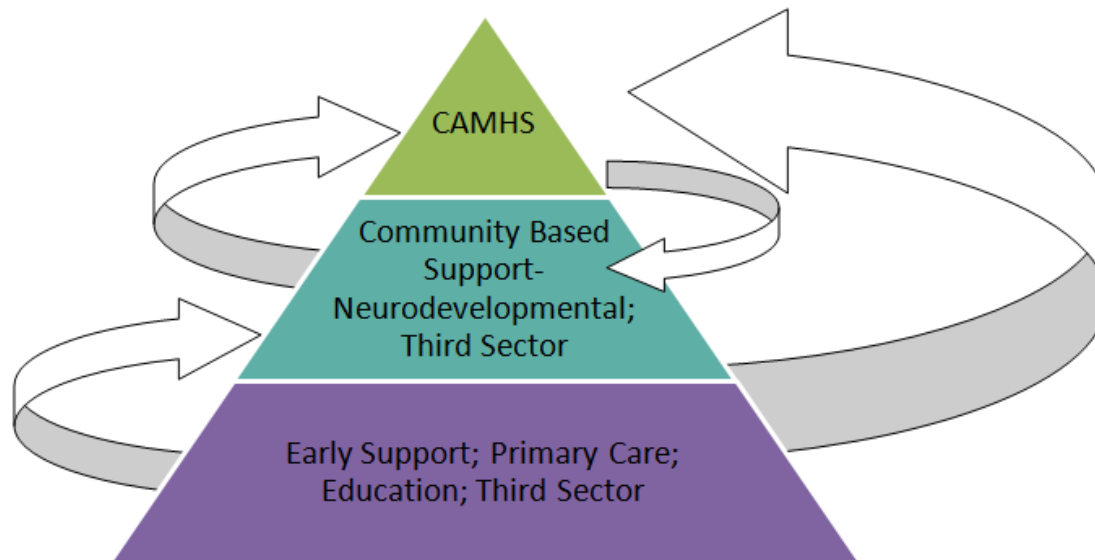 CAMHS
Community Based
Support-
Neurodevelopmental;
Third Sector
Early Support; Primary Care;
Education; Third Sector